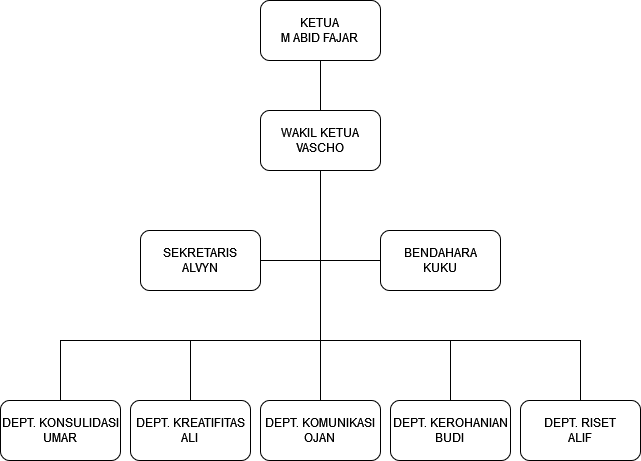 KETUA
M ABID FAJAR
WAKIL KETUA
VASCHO
SEKRETARIS
ALVYN
BENDAHARA
KUKU
DEPT. KONSULIDASI
UMAR
DEPT. KREATIFITAS
ALI
DEPT. KOMUNIKASI
OJAN
DEPT. KEROHANIAN
BUDI
DEPT. RISET
ALIF